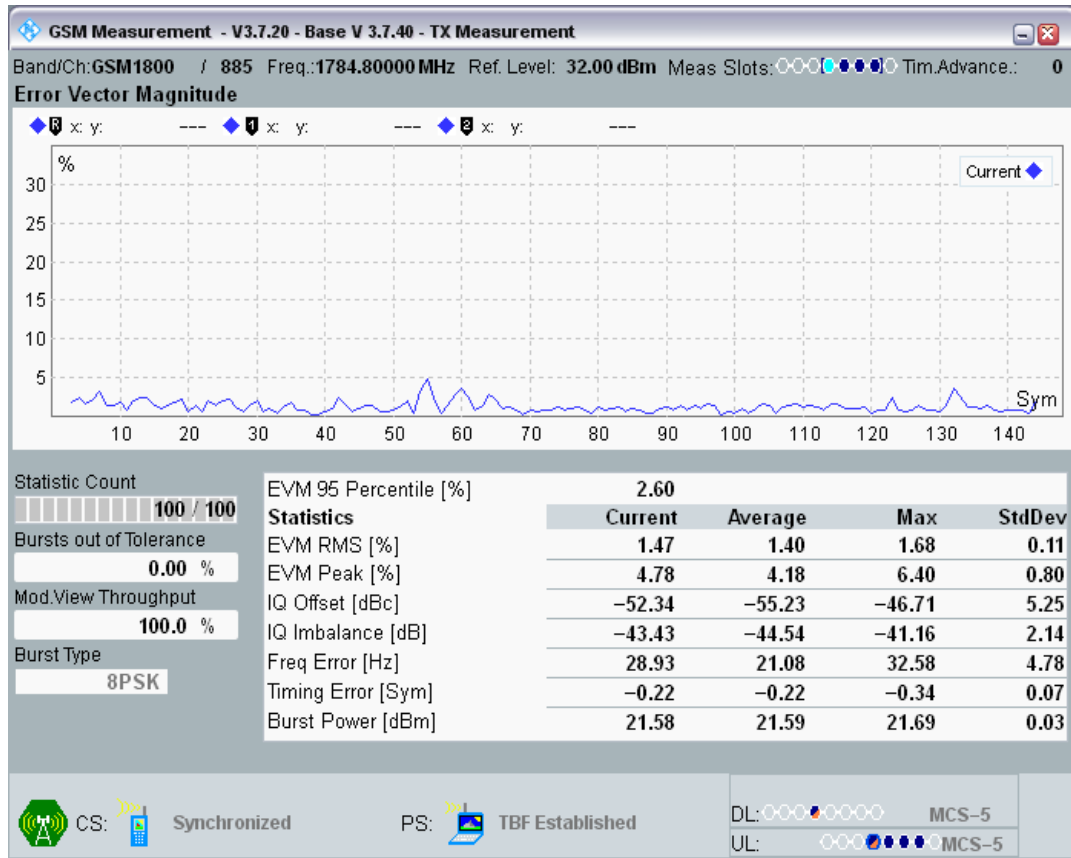 GSM Measurement - V3.7.20 - Base V 3.7.40 - TX Measurement
Band/Ch:GSM1800 / 885 Freq.:1784.80000 MHz Ref. Level: 32.00 dBm Meas Slots: Tim.Advance.: 0
Error Vector Magnitude
R x: y: --- 1 x: y: --- 2 x: y: ---
%
Current
30
25
20
15
10
5
Sym
10 20 30 40 50 60 70 80 90 100 110 120 130 140
Statistic Count
100 / 100
Bursts out of Tolerance
0.00 %
Mod.View Throughput
100.0 %
Burst Type
8PSK
EVM 95 Percentile [%] 2.60
Statistics Current Average Max StdDev
EVM RMS [%] 1.47 1.40 1.68 0.11
EVM Peak [%] 4.78 4.18 6.40 0.80
IQ Offset [dBc] −52.34 −55.23 −46.71 5.25
IQ Imbalance [dB] −43.43 −44.54 −41.16 2.14
Freq Error [Hz] 28.93 21.08 32.58 4.78
Timing Error [Sym] −0.22 −0.22 −0.34 0.07
Burst Power [dBm] 21.58 21.59 21.69 0.03
CS: Synchronized PS: TBF Established
DL: MCS−5
UL: MCS−5